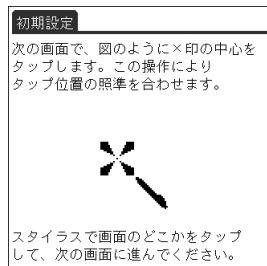 初期設定
次の画面で、図のように×印の中心を
タップします。この操作により
タップ位置の照準を合わせます。
スタイラスで画面のどこかをタップ
して、次の画面に進んでください。